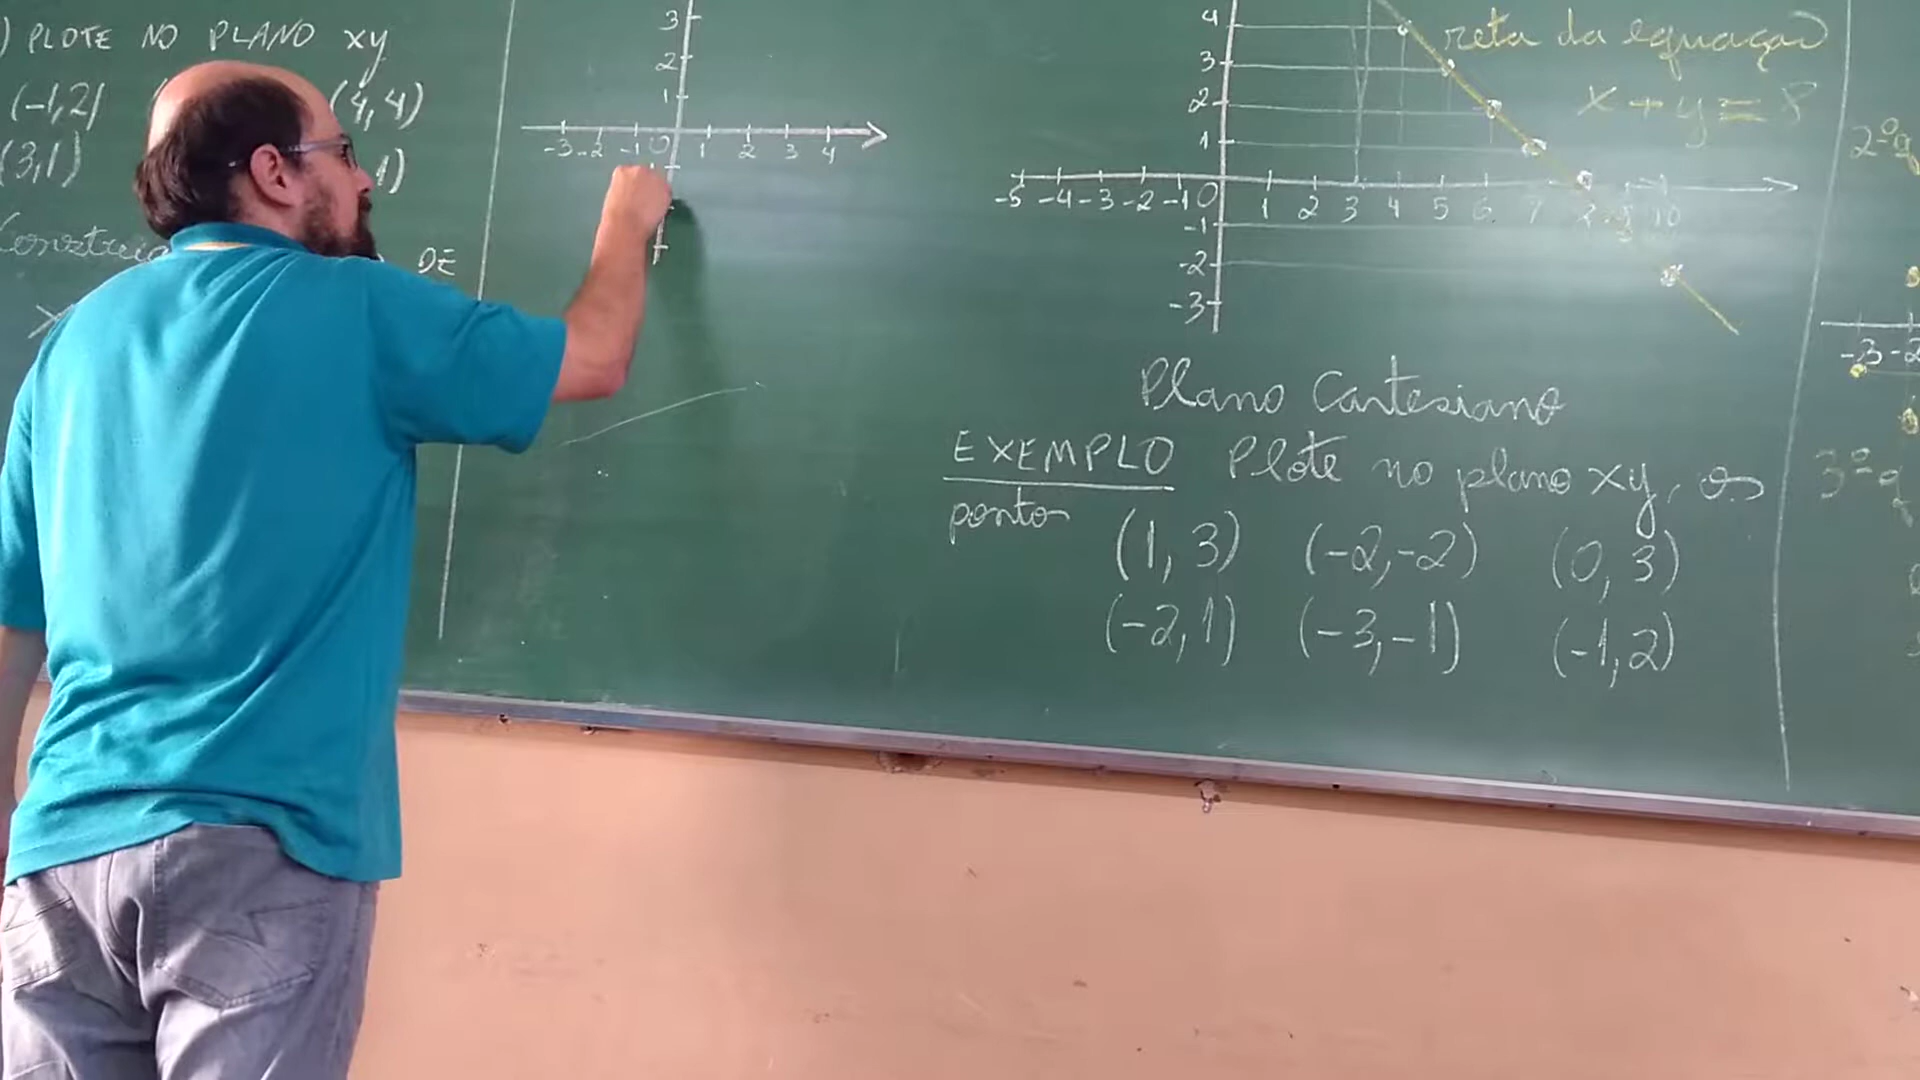 ) PLOTE NO PLANO xy
(-1,2) (4,4)
(3,1) 1)
DE
3
2
1
-3 -2 -1 0 1 2 3 4
4
3
2
1
-5 -4 -3 -2 -1 0 1 2 3 4 5 6 7 8 9 10
-1
-2
-3
reta da equação
x + y = 8
Plano Cartesiano
EXEMPLO Plote no plano xy, os
pontos
(1, 3) (-2,-2) (0, 3)
(-2,1) (-3,-1) (-1,2)
2º q
-3 -2
3º q